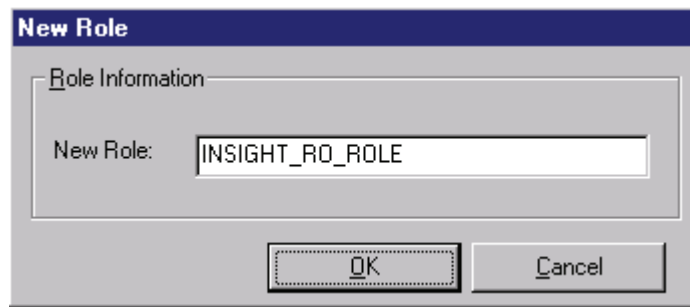 New Role
Role Information
New Role: INSIGHT_RO_ROLE
OK Cancel